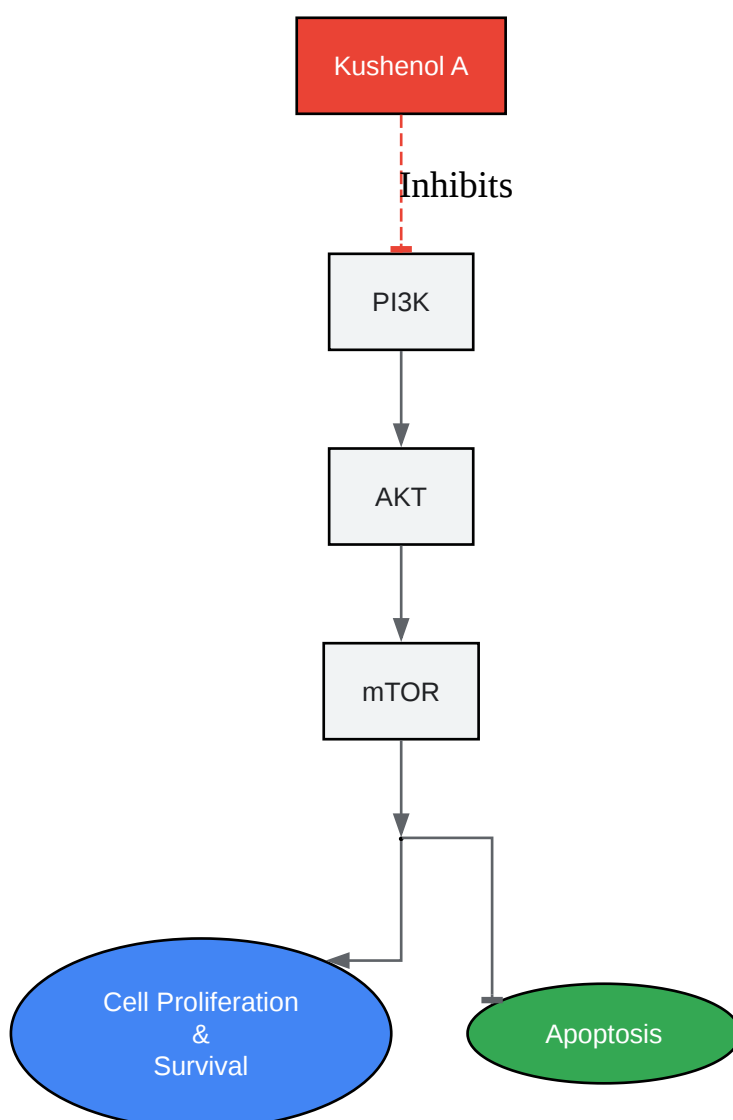 Kushenol A
Inhibits
PI3K
AKT
mTOR
Cell Proliferation
&
Survival
Apoptosis